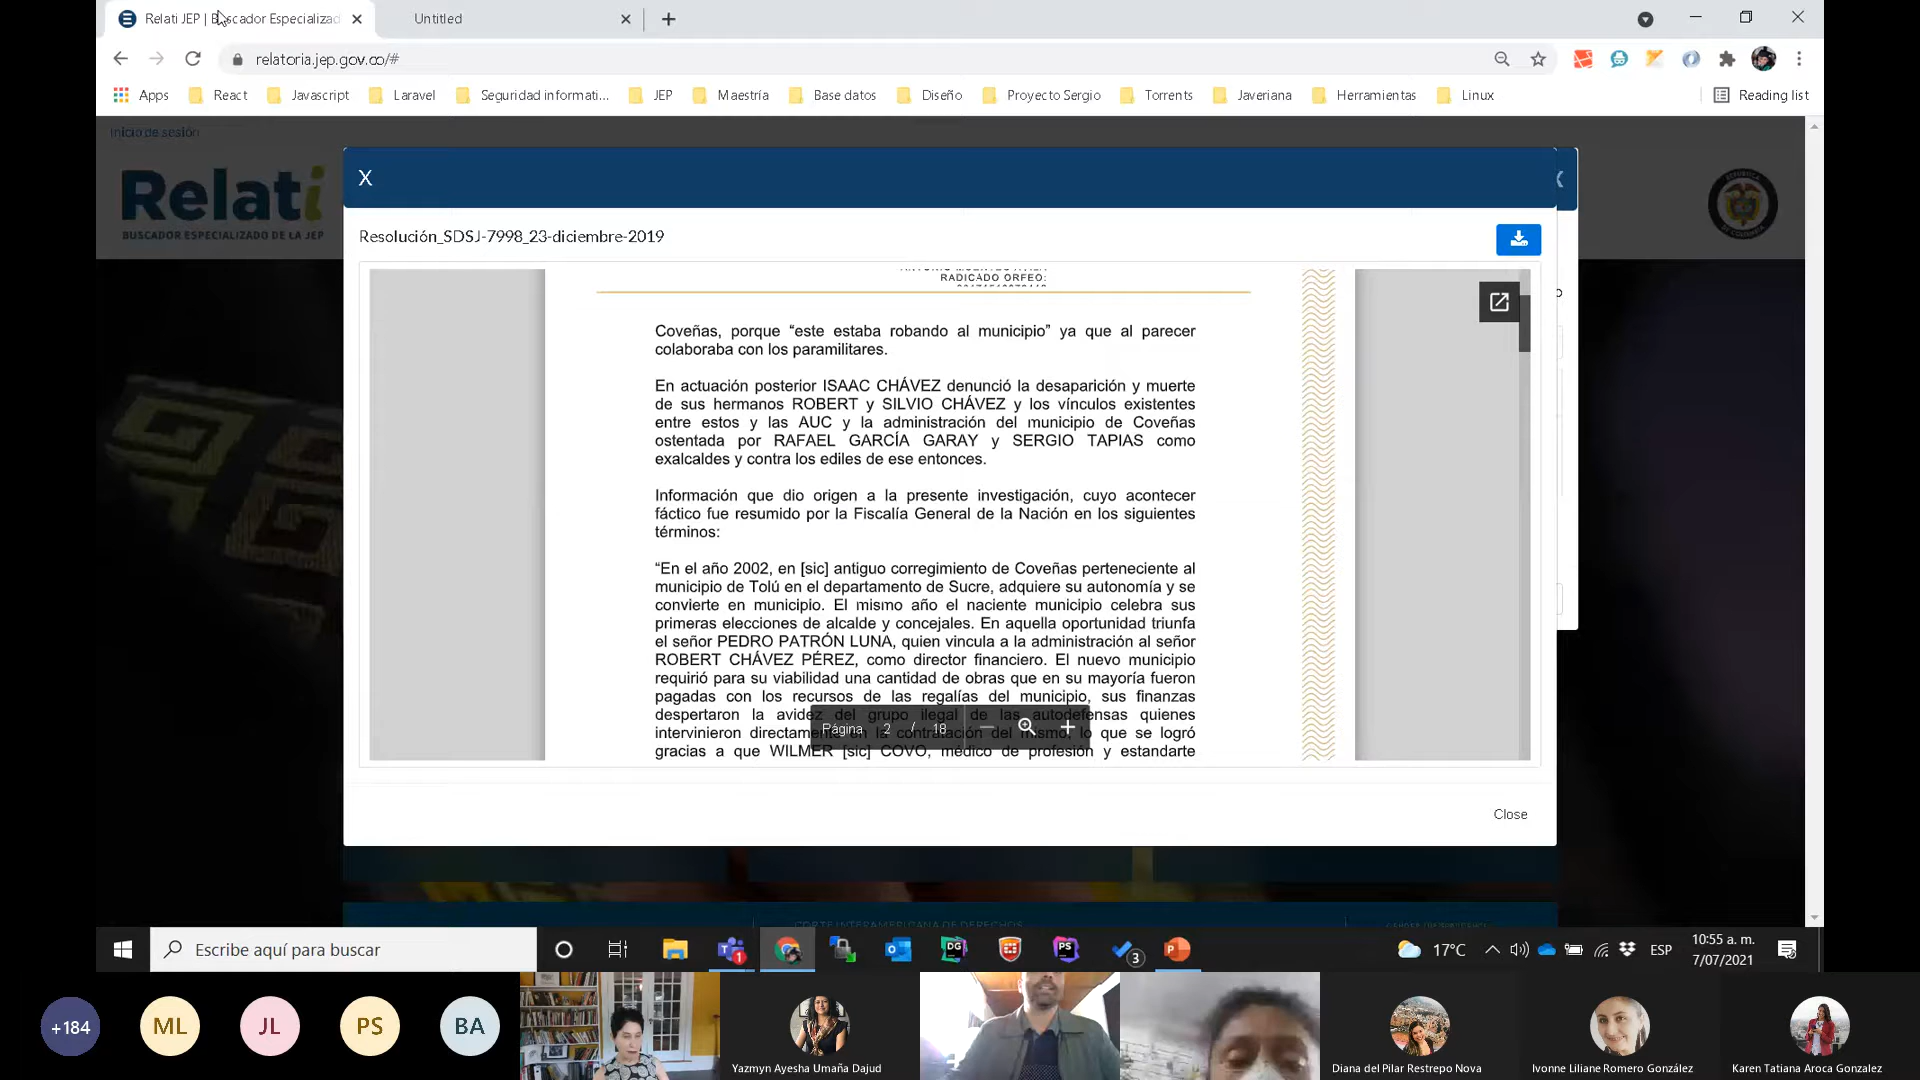 Relati JEP | Buscador Especializad
Untitled
relatoria.jep.gov.co/#
Apps
React
Javascript
Laravel
Seguridad informati...
JEP
Maestría
Base datos
Diseño
Proyecto Sergio
Torrents
Javeriana
Herramientas
Linux
Reading list
Inicio de sesión
X
Relati
BUSCADOR ESPECIALIZADO DE LA JEP
Resolución_SDSJ-7998_23-diciembre-2019
RADICADO ORFEO:
Coveñas, porque “este estaba robando al municipio” ya que al parecer
colaboraba con los paramilitares.
En actuación posterior ISAAC CHÁVEZ denunció la desaparición y muerte
de sus hermanos ROBERT y SILVIO CHÁVEZ y los vínculos existentes
entre estos y las AUC y la administración del municipio de Coveñas
ostentada por RAFAEL GARCÍA GARAY y SERGIO TAPIAS como
exalcaldes y contra los ediles de ese entonces.
Información que dio origen a la presente investigación, cuyo acontecer
fáctico fue resumido por la Fiscalía General de la Nación en los siguientes
términos:
“En el año 2002, en [sic] antiguo corregimiento de Coveñas perteneciente al
municipio de Tolú en el departamento de Sucre, adquiere su autonomía y se
convierte en municipio. El mismo año el naciente municipio celebra sus
primeras elecciones de alcalde y concejales. En aquella oportunidad triunfa
el señor PEDRO PATRÓN LUNA, quien vincula a la administración al señor
ROBERT CHÁVEZ PÉREZ, como director financiero. El nuevo municipio
requirió para su viabilidad una cantidad de obras que en su mayoría fueron
pagadas con los recursos de las regalías del municipio, sus finanzas
despertaron la avidez del grupo ilegal de las autodefensas quienes
intervinieron directamente en la contratación del mismo, lo que se logró
gracias a que WILMER [sic] COVO, médico de profesión y estandarte
Página 2 / 18
Close
CORTE INTERAMERICANA DE DERECHOS
Escribe aquí para buscar
1
DG
PS
3
17°C
ESP
10:55 a. m.
7/07/2021
+184
ML
JL
PS
BA
Yazmyn Ayesha Umaña Dajud
Diana del Pilar Restrepo Nova
Ivonne Liliane Romero González
Karen Tatiana Aroca Gonzalez